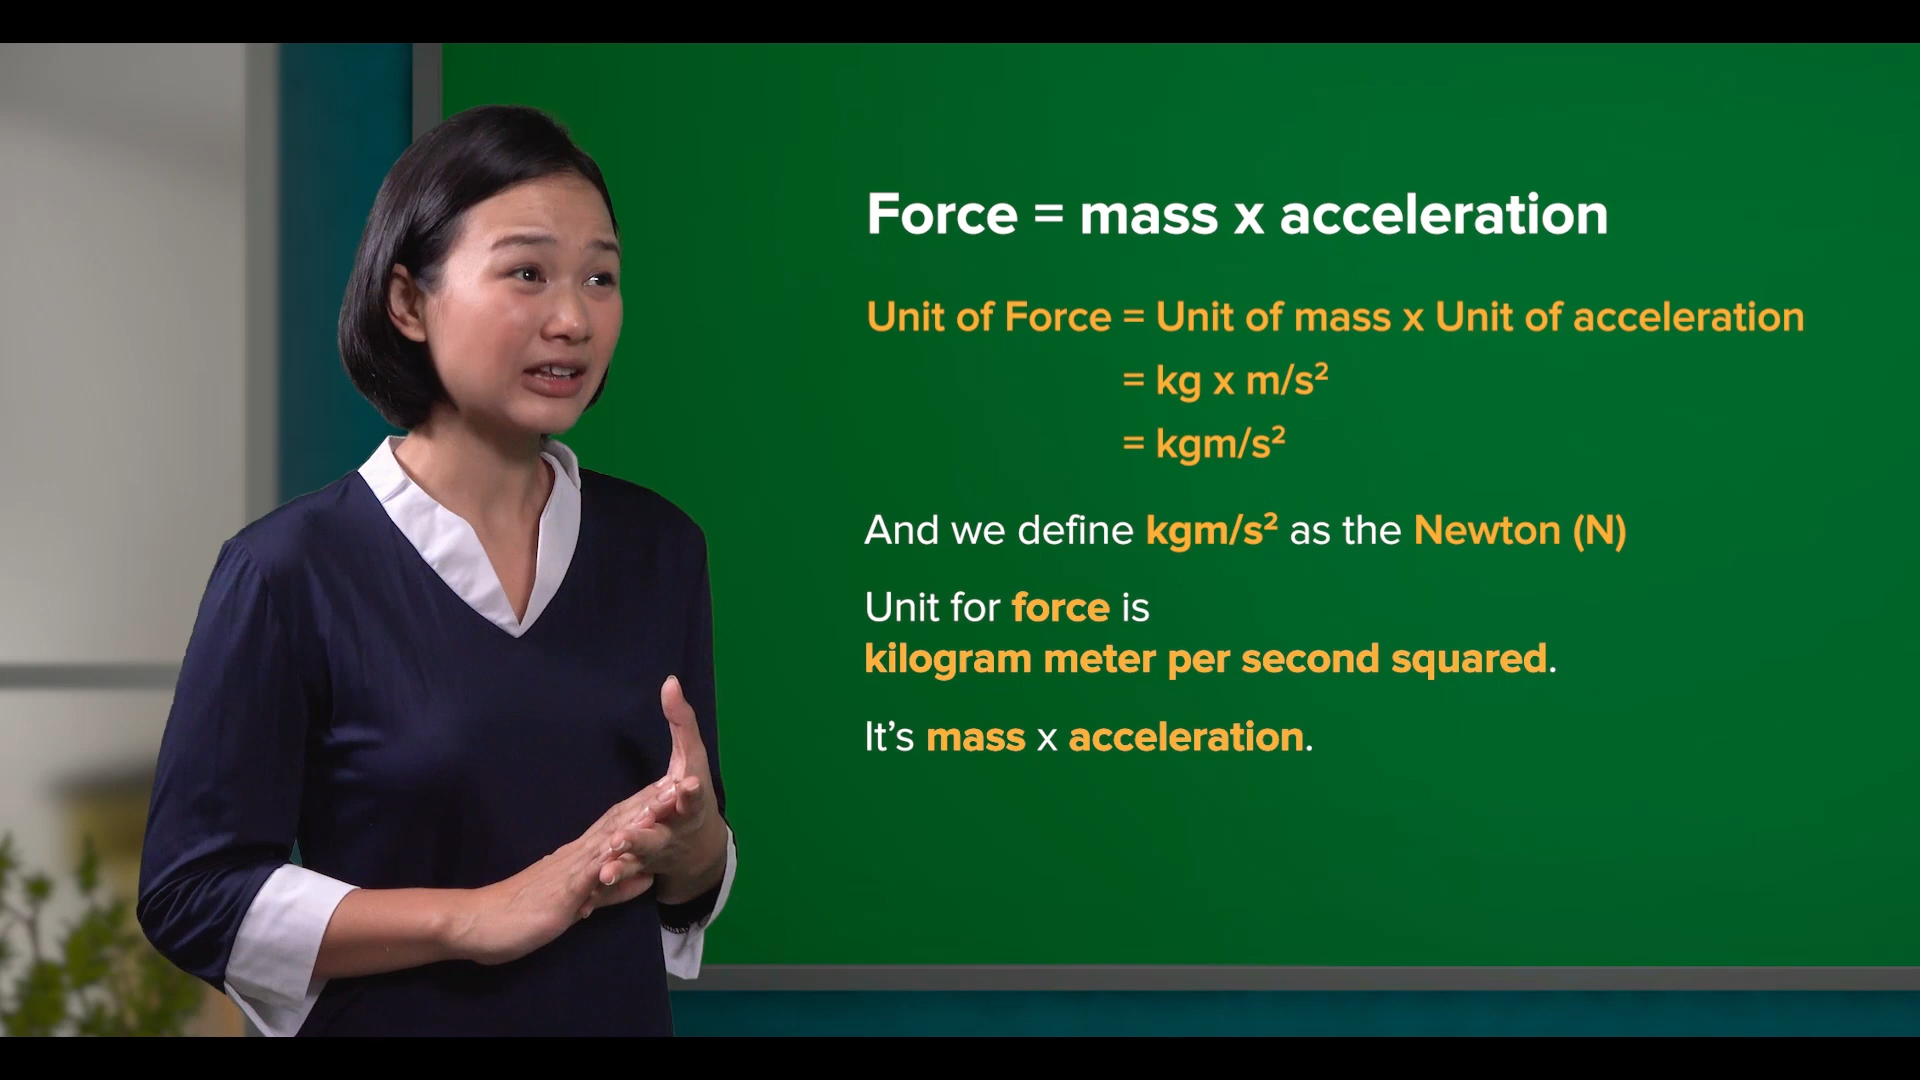 Force = mass x acceleration
Unit of Force = Unit of mass x Unit of acceleration
= kg x m/s²
= kgm/s²
And we define kgm/s² as the Newton (N)
Unit for force is
kilogram meter per second squared.
It’s mass x acceleration.